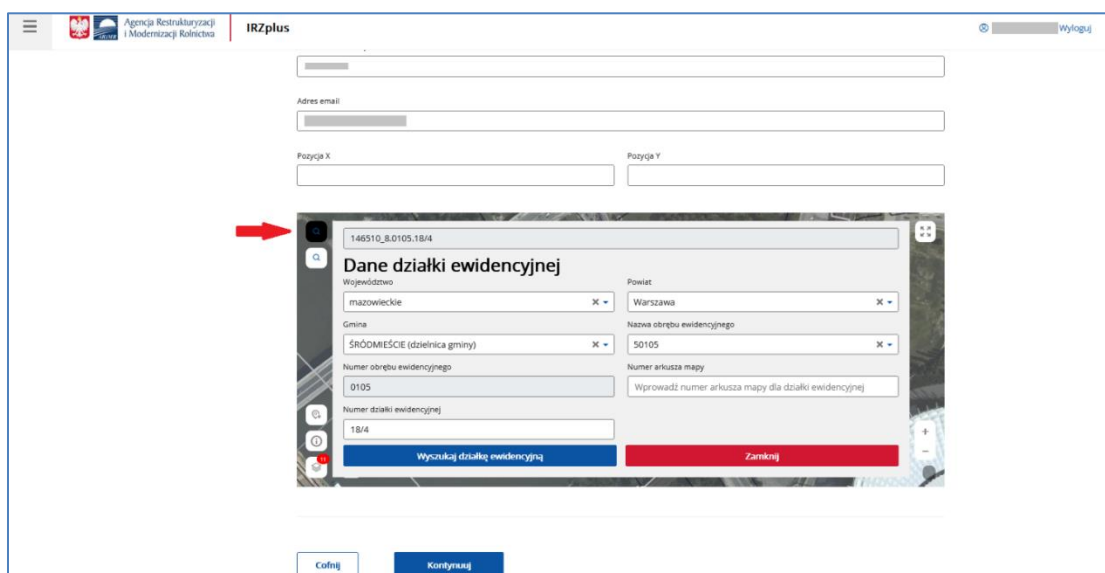 Agencja Restrukturyzacji
i Modernizacji Rolnictwa
IRZplus
Wyloguj
Adres email
Pozycja X
Pozycja Y
146510_8.0105.18/4
Dane działki ewidencyjnej
Województwo
Powiat
mazowieckie
Warszawa
Gmina
Nazwa obrębu ewidencyjnego
ŚRÓDMIEŚCIE (dzielnica gminy)
50105
Numer obrębu ewidencyjnego
Numer arkusza mapy
0105
Wprowadź numer arkusza mapy dla działki ewidencyjnej
Numer działki ewidencyjnej
18/4
Wyszukaj działkę ewidencyjną
Zamknij
Cofnij
Kontynuuj